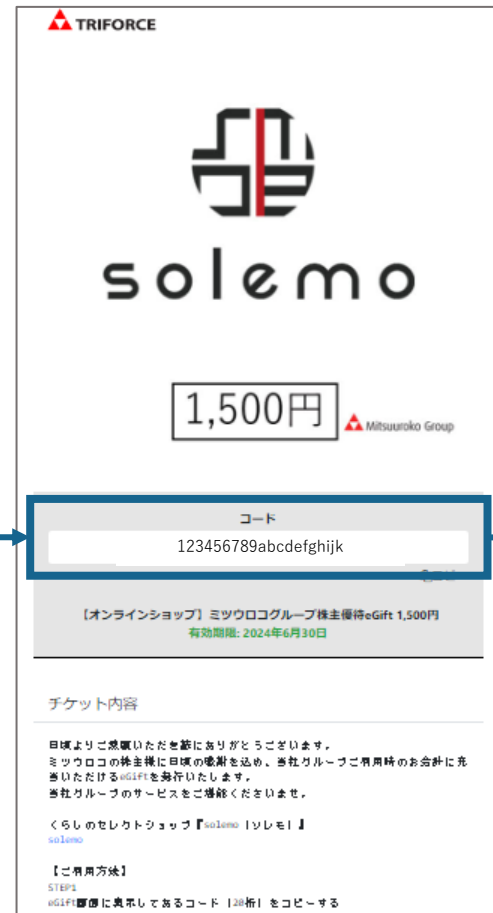 TRIFORCE
solemo
1,500円
Mitsuuroko Group
コード
123456789abcdefghijk
【オンラインショップ】ミツウロコグループ株主優待eGift 1,500円
有効期限: 2024年6月30日
チケット内容
日頃よりご愛顧いただき誠にありがとうございます。
ミツウロコの株主様に日頃の感謝を込め、当社グループご利用時のお会計に充
当いただけるeGiftを発行いたします。
当社グループのサービスをご堪能くださいませ。
くらしのセレクトショップ『solemo |ソレモ| 』
solemo
【ご利用方法】
STEP1
eGift画面に表示してあるコード |20桁| をコピーする